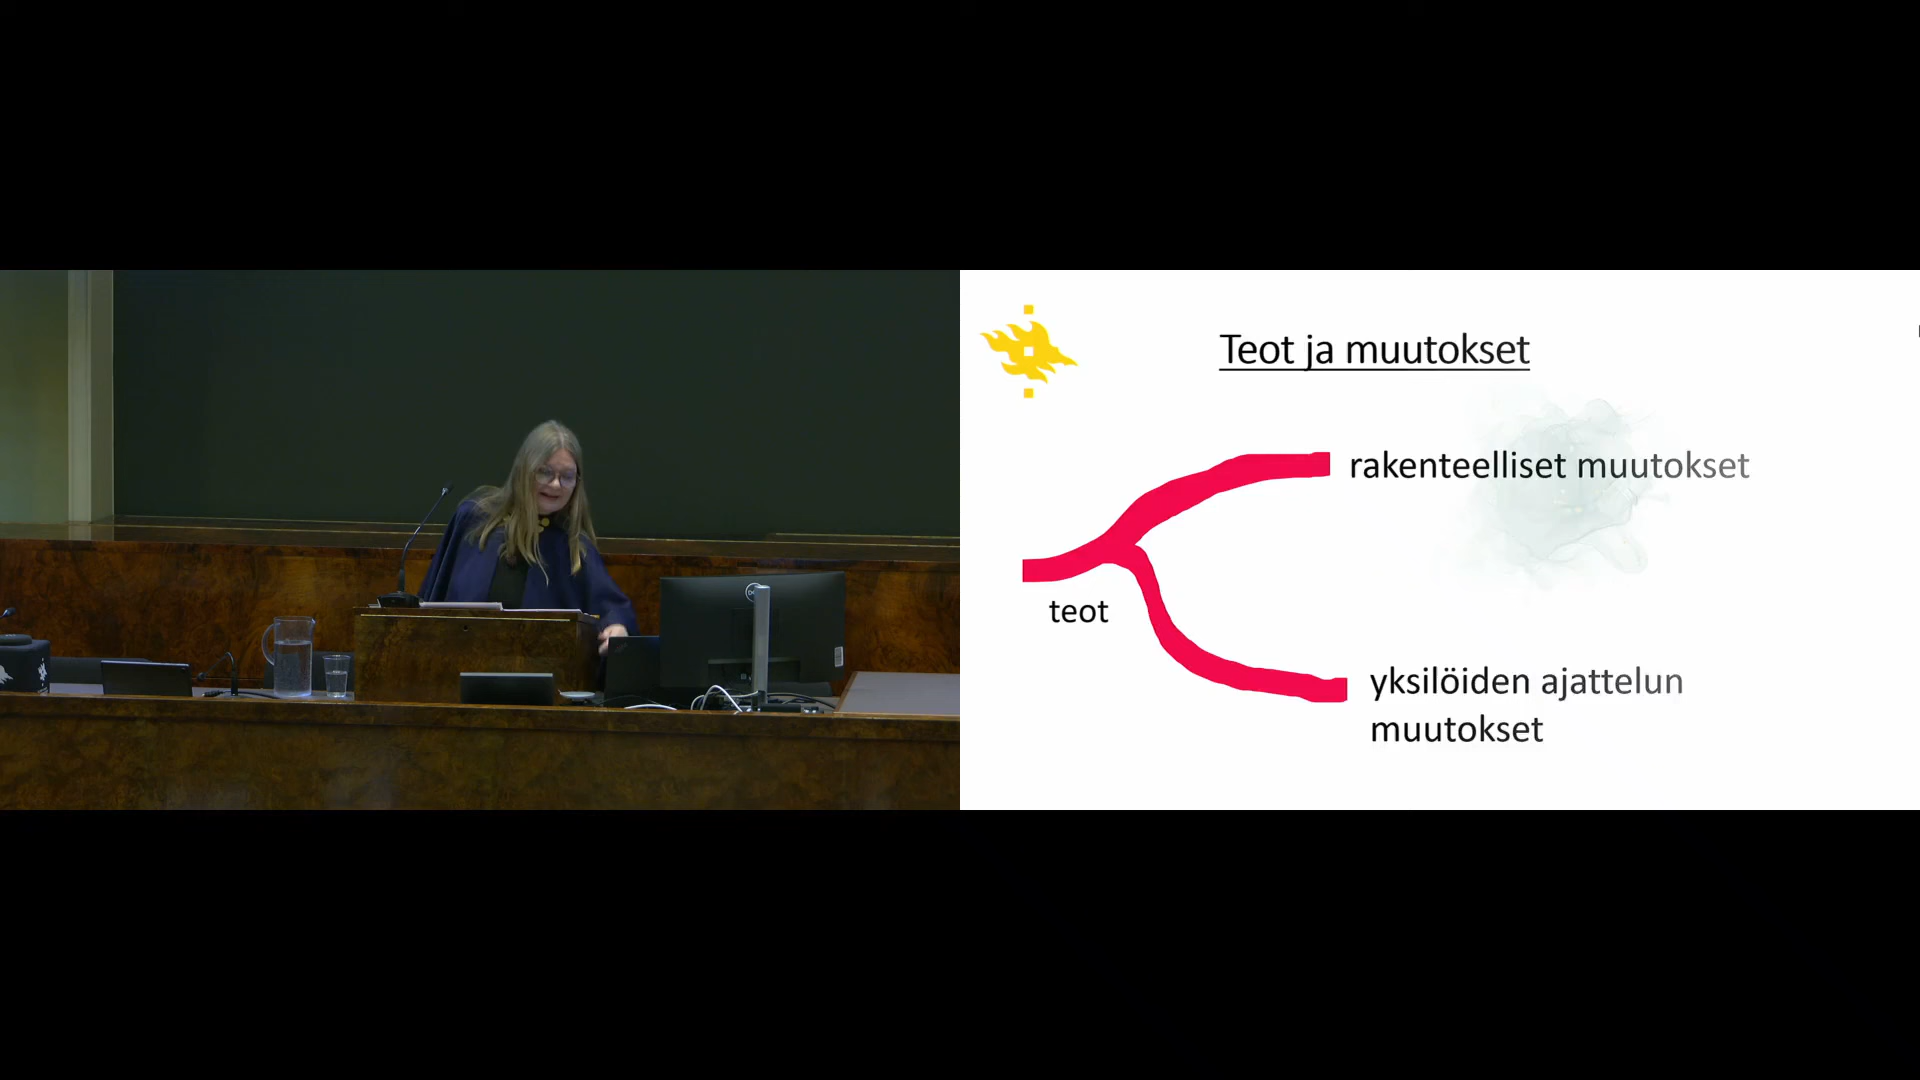 Teot ja muutokset
rakenteelliset muutokset
teot
yksilöiden ajattelun
muutokset